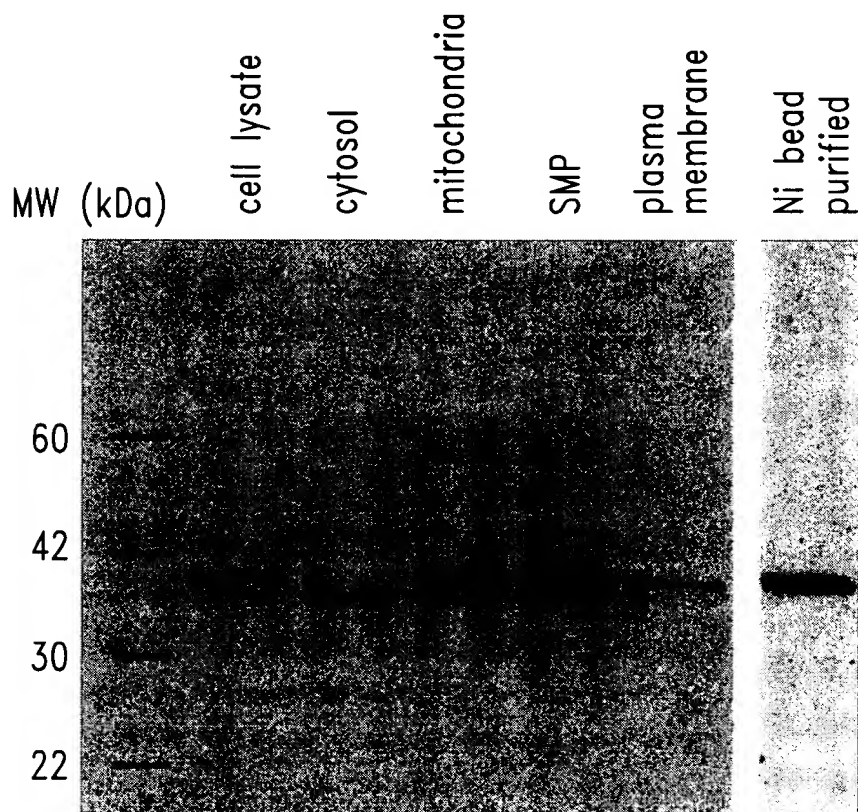 MW (kDa)
cell lysate
cytosol
mitochondria
SMP
plasma
membrane
Ni bead
purified
60
42
30
22